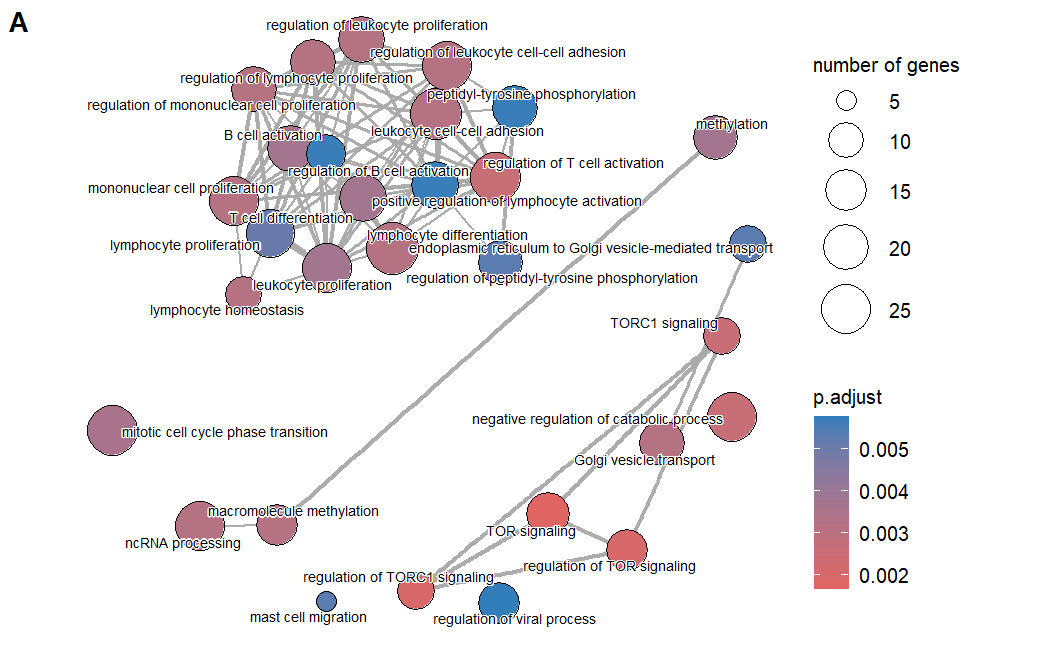 A
regulation of leukocyte proliferation
regulation of leukocyte cell-cell adhesion
regulation of lymphocyte proliferation
peptidyl-tyrosine phosphorylation
regulation of mononuclear cell proliferation
leukocyte cell-cell adhesion
B cell activation
regulation of T cell activation
regulation of B cell activation
mononuclear cell proliferation
positive regulation of lymphocyte activation
T cell differentiation
lymphocyte differentiation
lymphocyte proliferation
endoplasmic reticulum to Golgi vesicle-mediated transport
regulation of peptidyl-tyrosine phosphorylation
leukocyte proliferation
lymphocyte homeostasis
methylation
TORC1 signaling
negative regulation of catabolic process
mitotic cell cycle phase transition
Golgi vesicle transport
macromolecule methylation
TOR signaling
ncRNA processing
regulation of TOR signaling
regulation of TORC1 signaling
mast cell migration
regulation of viral process
number of genes
5
10
15
20
25
p.adjust
0.005
0.004
0.003
0.002